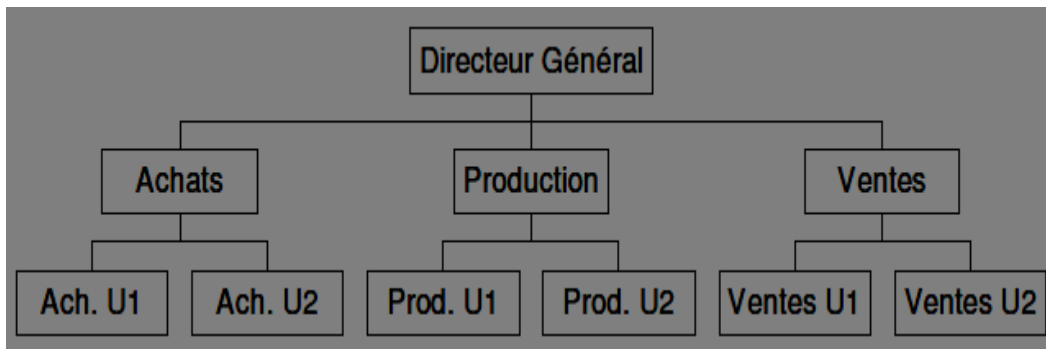 Directeur Général
Achats
Production
Ventes
Ach. U1
Ach. U2
Prod. U1
Prod. U2
Ventes U1
Ventes U2